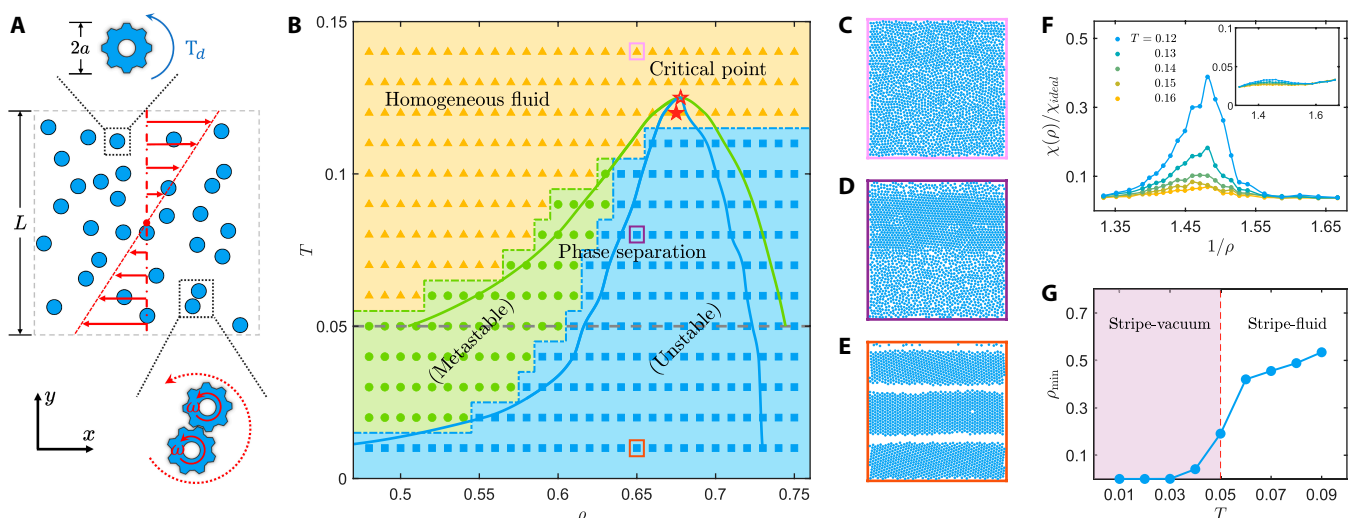 A
2a
T_d
L
ω
ω
y
x
B
0.15
0.1
0.05
0
T
0.5
0.55
0.6
0.65
0.7
0.75
ρ
Homogeneous fluid
Critical point
Phase separation
(Metastable)
(Unstable)
C
D
E
F
0.5
0.3
0.1
χ(ρ)/χ_ideal
T = 0.12
0.13
0.14
0.15
0.16
0.1
0.05
0
1.4
1.6
1.35
1.45
1.55
1.65
1/ρ
G
0.7
0.5
0.3
0.1
ρ_min
Stripe-vacuum
Stripe-fluid
0.01
0.03
0.05
0.07
0.09
T